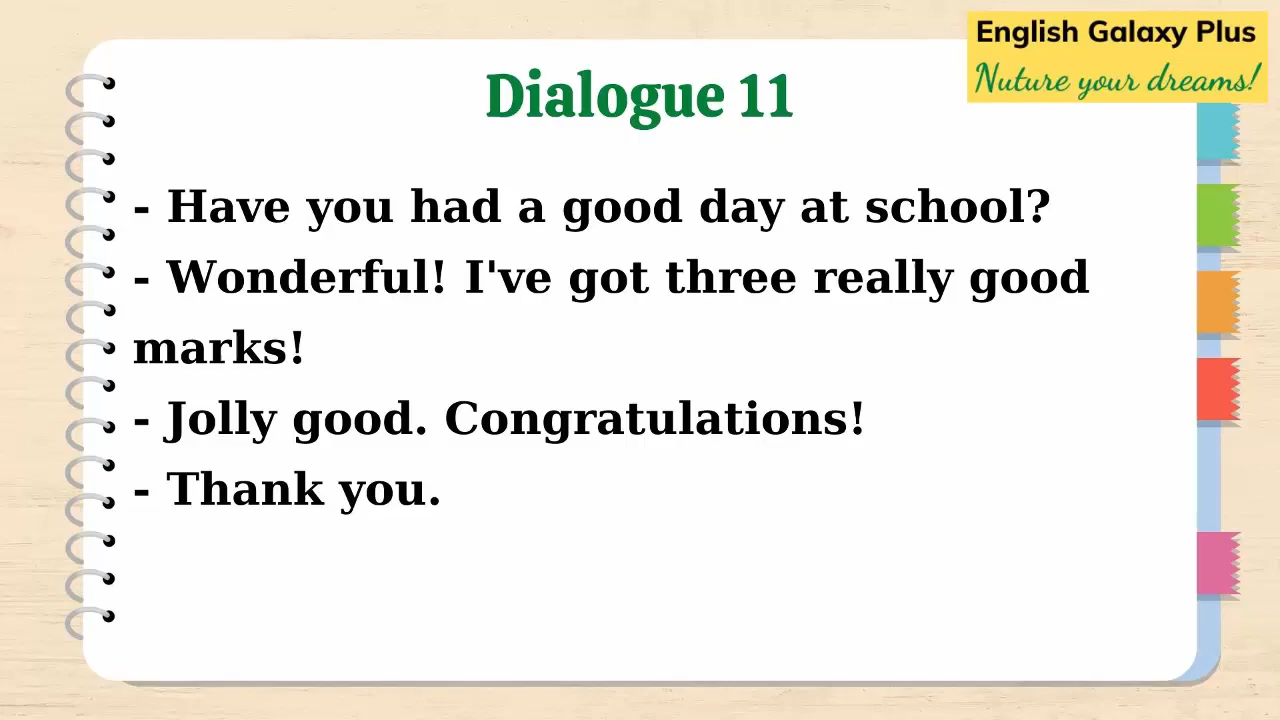 English Galaxy Plus
Nuture your dreams!
Dialogue 11
- Have you had a good day at school?
- Wonderful! I've got three really good
marks!
- Jolly good. Congratulations!
- Thank you.